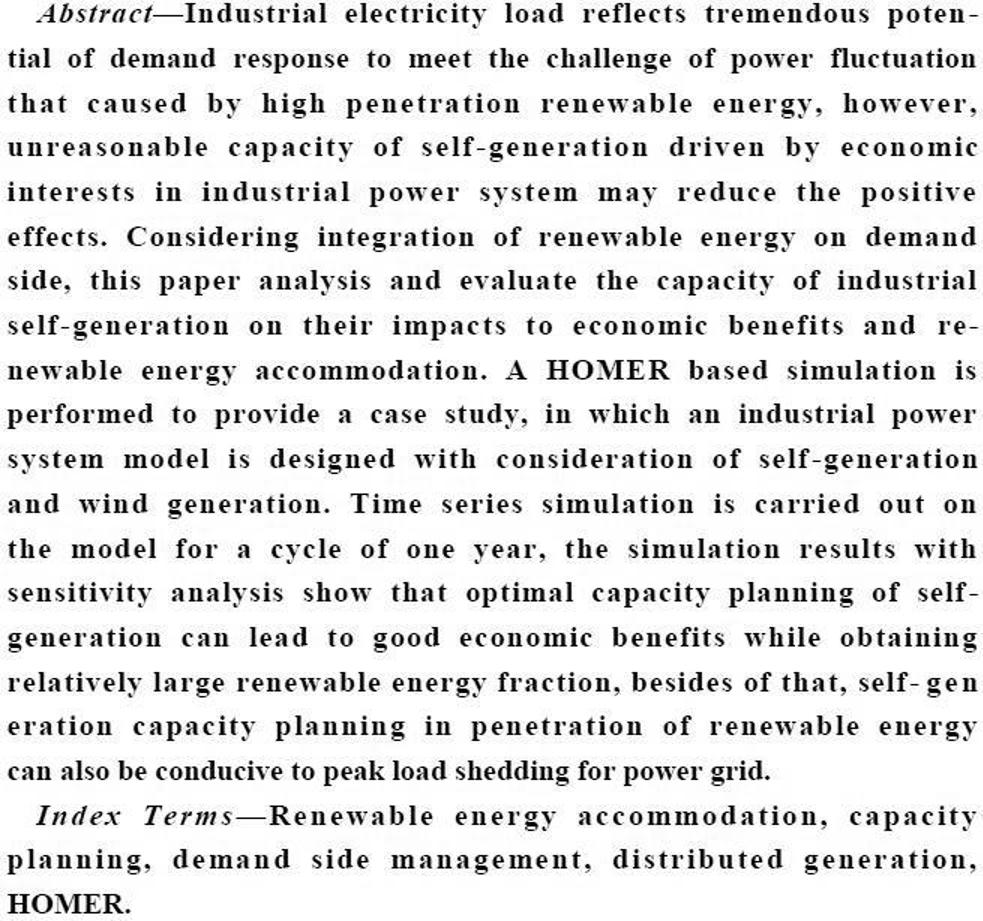 Abstract—Industrial electricity load reflects tremendous poten-
tial of demand response to meet the challenge of power fluctuation
that caused by high penetration renewable energy, however,
unreasonable capacity of self-generation driven by economic
interests in industrial power system may reduce the positive
effects. Considering integration of renewable energy on demand
side, this paper analysis and evaluate the capacity of industrial
self-generation on their impacts to economic benefits and re-
newable energy accommodation. A HOMER based simulation is
performed to provide a case study, in which an industrial power
system model is designed with consideration of self-generation
and wind generation. Time series simulation is carried out on
the model for a cycle of one year, the simulation results with
sensitivity analysis show that optimal capacity planning of self-
generation can lead to good economic benefits while obtaining
relatively large renewable energy fraction, besides of that, self-gen
eration capacity planning in penetration of renewable energy
can also be conducive to peak load shedding for power grid.
Index Terms—Renewable energy accommodation, capacity
planning, demand side management, distributed generation,
HOMER.